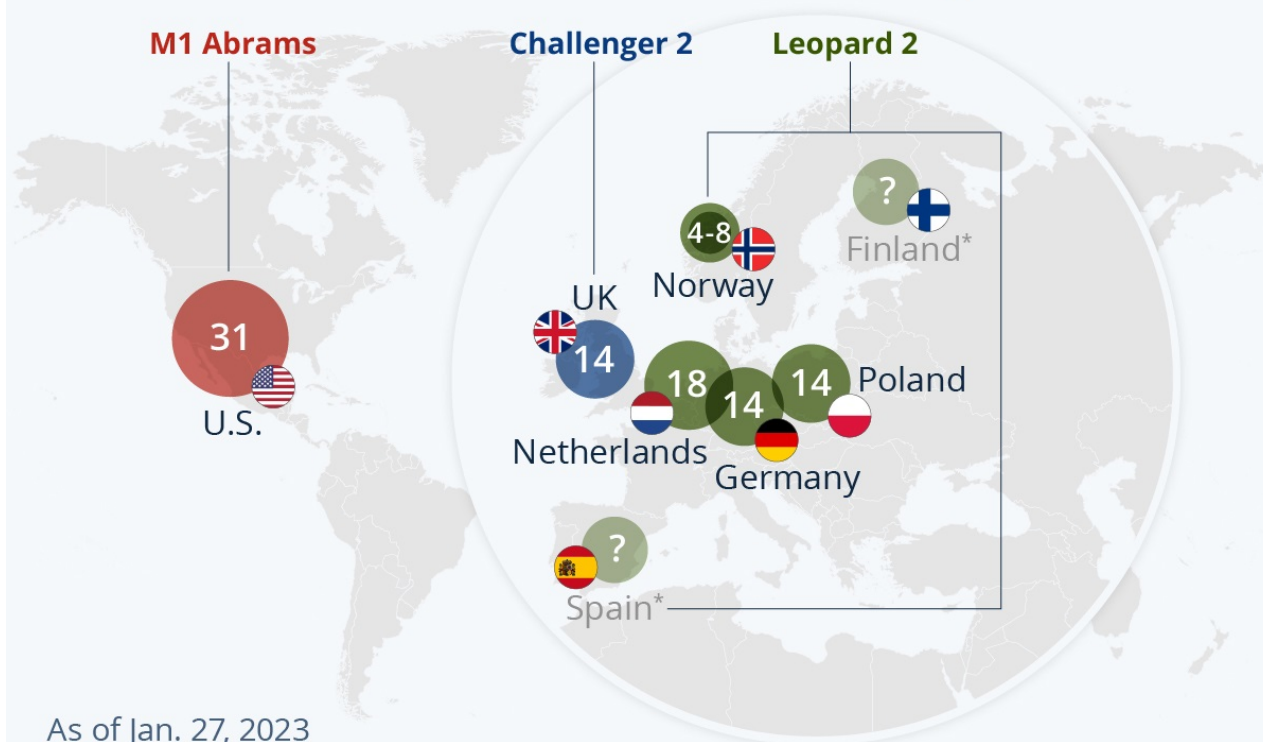 M1 Abrams
Challenger 2
Leopard 2
?
Finland*
4-8
Norway
UK
31
14
18
14
14
Poland
U.S.
Netherlands
Germany
?
Spain*
As of Jan. 27, 2023